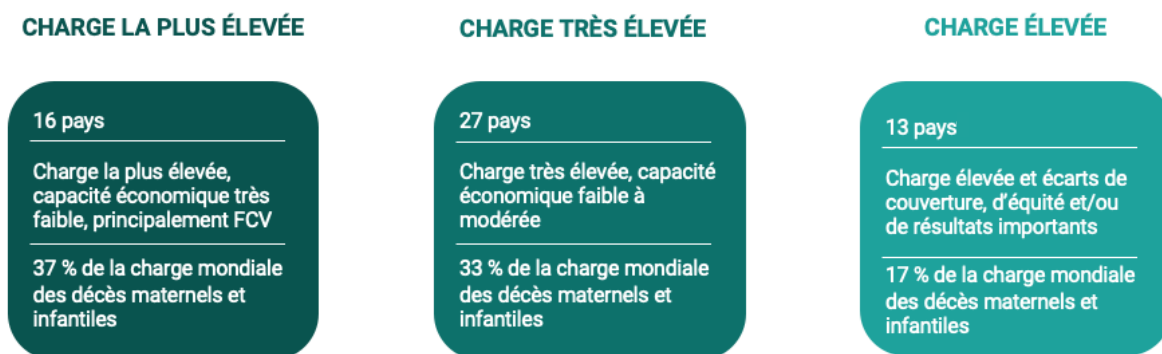 CHARGE LA PLUS ÉLEVÉE
16 pays
Charge la plus élevée,
capacité économique très
faible, principalement FCV
37 % de la charge mondiale
des décès maternels et
infantiles
CHARGE TRÈS ÉLEVÉE
27 pays
Charge très élevée, capacité
économique faible à
modérée
33 % de la charge mondiale
des décès maternels et
infantiles
CHARGE ÉLEVÉE
13 pays
Charge élevée et écarts de
couverture, d'équité et/ou
de résultats importants
17 % de la charge mondiale
des décès maternels et
infantiles